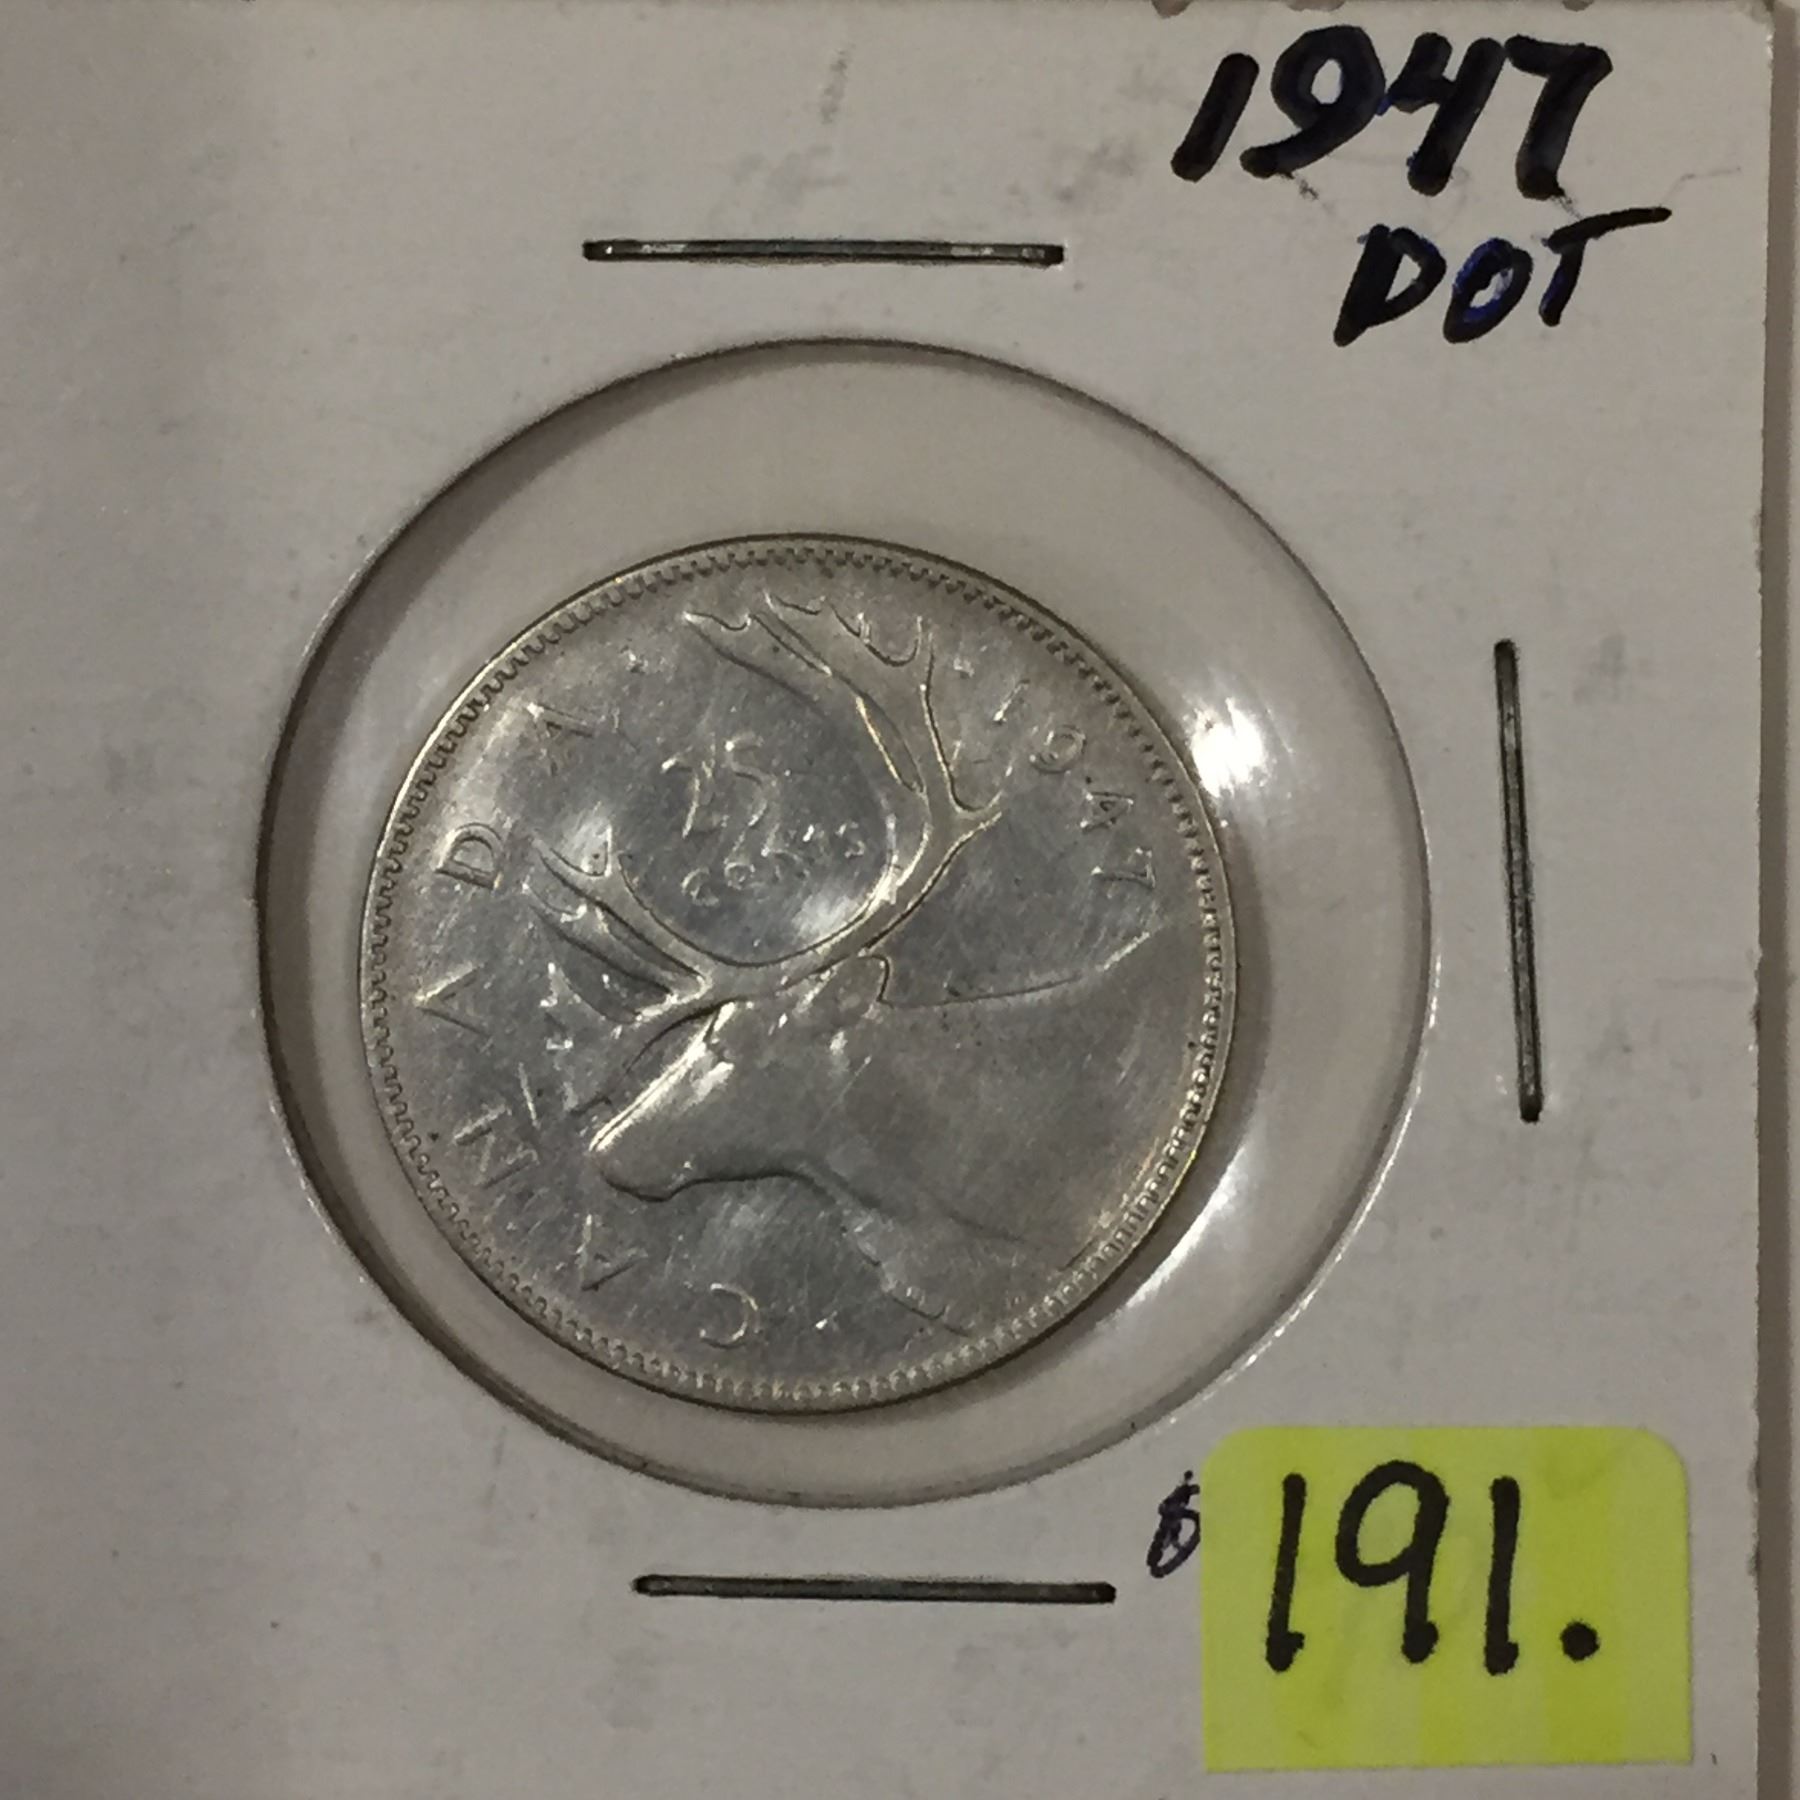 1947
DOT
25
cents
CANADA
1947
$
191.